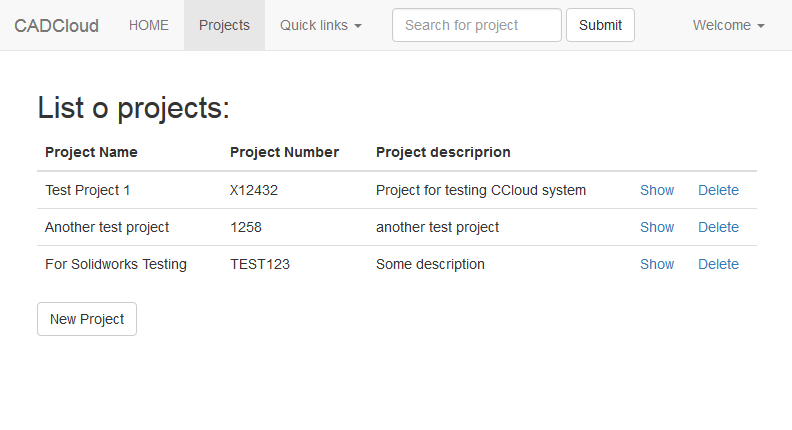 CADCloud HOME Projects Quick links Search for project Submit Welcome
List o projects:
Project Name Project Number Project descriprion
Test Project 1 X12432 Project for testing CCloud system Show Delete
Another test project 1258 another test project Show Delete
For Solidworks Testing TEST123 Some description Show Delete
New Project